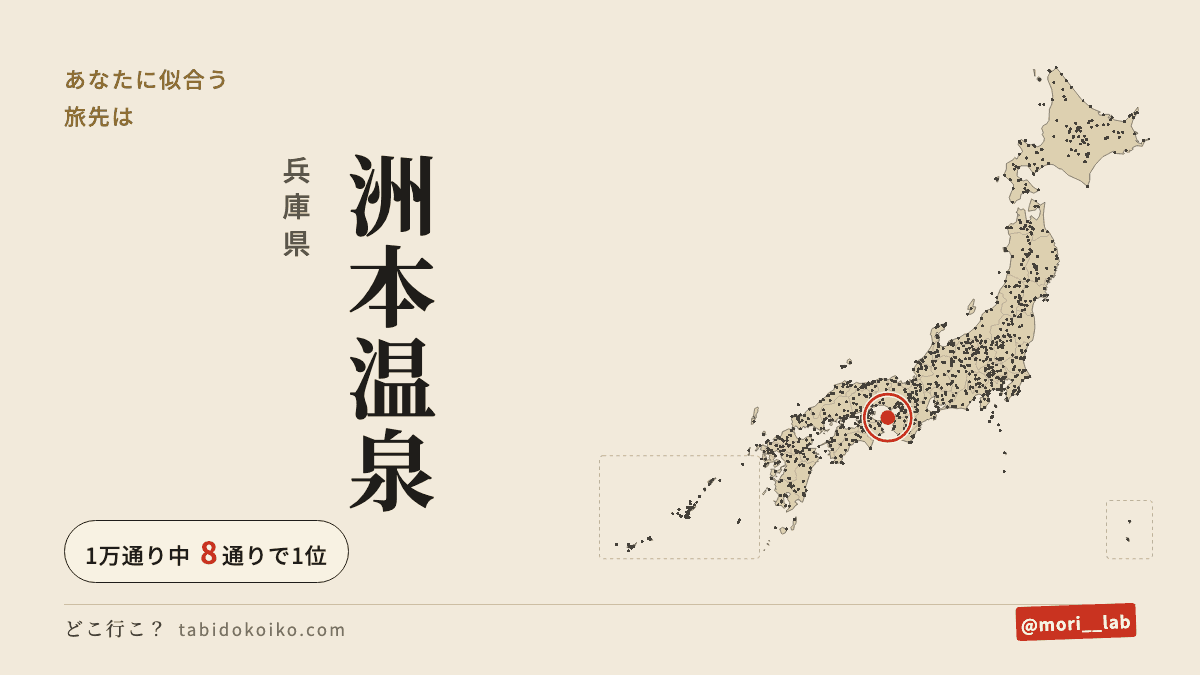 あなたに似合う
旅先は
兵庫県
洲本温泉
1万通り中 8通りで1位
どこ行こ？ tabidokoiko.com
@mori__lab